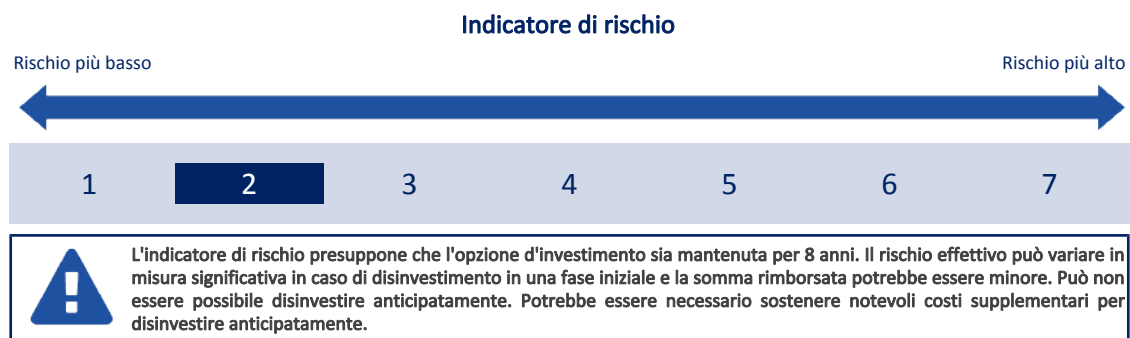 Indicatore di rischio
Rischio più basso
Rischio più alto
1 2 3 4 5 6 7
L'indicatore di rischio presuppone che l'opzione d'investimento sia mantenuta per 8 anni. Il rischio effettivo può variare in
misura significativa in caso di disinvestimento in una fase iniziale e la somma rimborsata potrebbe essere minore. Può non
essere possibile disinvestire anticipatamente. Potrebbe essere necessario sostenere notevoli costi supplementari per
disinvestire anticipatamente.